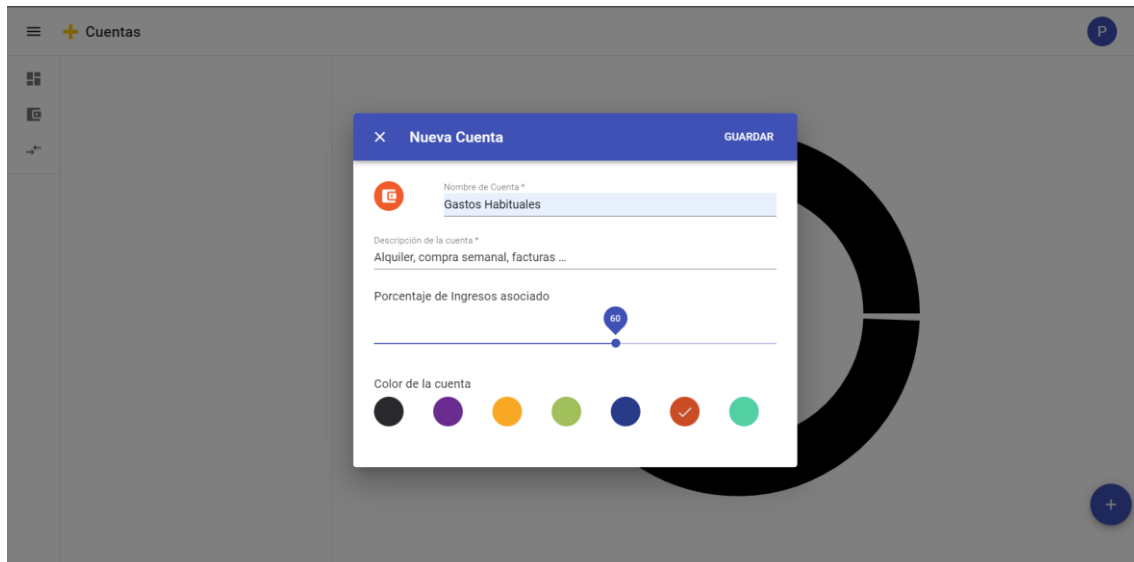 Cuentas
P
Nueva Cuenta
GUARDAR
Nombre de Cuenta *
Gastos Habituales
Descripción de la cuenta *
Alquiler, compra semanal, facturas ...
Porcentaje de Ingresos asociado
60
Color de la cuenta